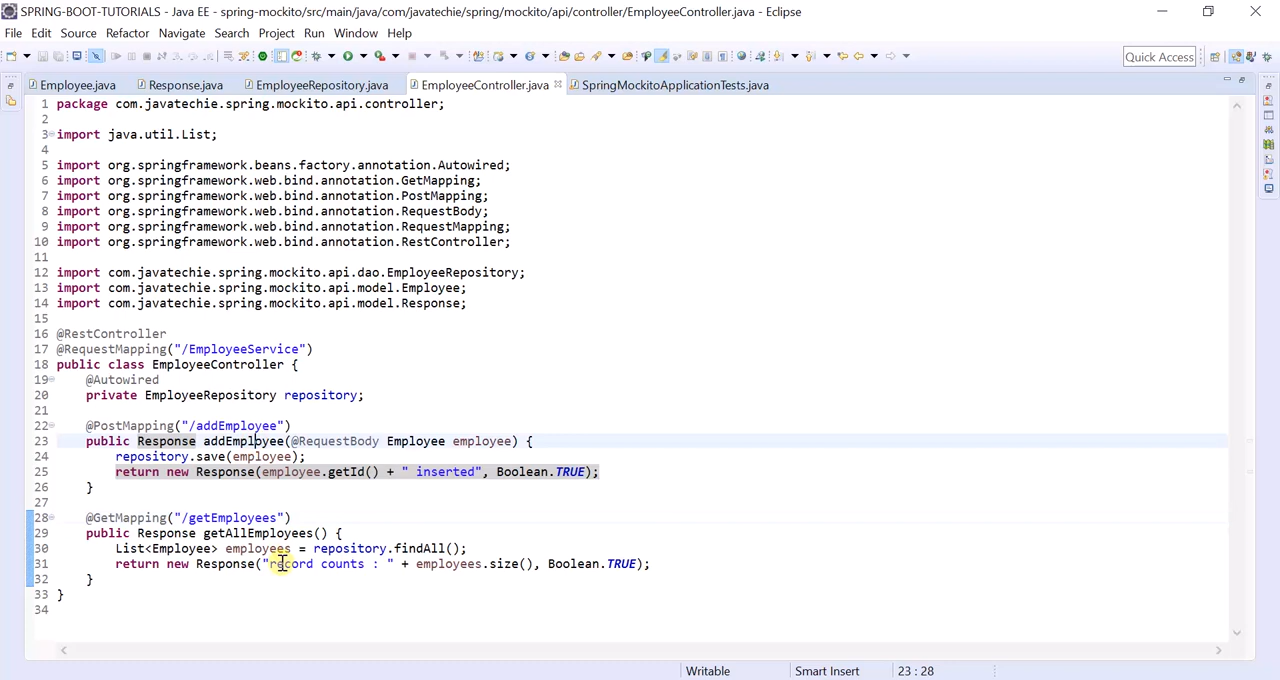 SPRING-BOOT-TUTORIALS - Java EE - spring-mockito/src/main/java/com/javatechie/spring/mockito/api/controller/EmployeeController.java - Eclipse
File Edit Source Refactor Navigate Search Project Run Window Help
Quick Access
Employee.java Response.java EmployeeRepository.java EmployeeController.java SpringMockitoApplicationTests.java
1 package com.javatechie.spring.mockito.api.controller;
2
3 import java.util.List;
4
5 import org.springframework.beans.factory.annotation.Autowired;
6 import org.springframework.web.bind.annotation.GetMapping;
7 import org.springframework.web.bind.annotation.PostMapping;
8 import org.springframework.web.bind.annotation.RequestBody;
9 import org.springframework.web.bind.annotation.RequestMapping;
10 import org.springframework.web.bind.annotation.RestController;
11
12 import com.javatechie.spring.mockito.api.dao.EmployeeRepository;
13 import com.javatechie.spring.mockito.api.model.Employee;
14 import com.javatechie.spring.mockito.api.model.Response;
15
16 @RestController
17 @RequestMapping("/EmployeeService")
18 public class EmployeeController {
19 @Autowired
20 private EmployeeRepository repository;
21
22 @PostMapping("/addEmployee")
23 public Response addEmployee(@RequestBody Employee employee) {
24 repository.save(employee);
25 return new Response(employee.getId() + " inserted", Boolean.TRUE);
26 }
27
28 @GetMapping("/getEmployees")
29 public Response getAllEmployees() {
30 List<Employee> employees = repository.findAll();
31 return new Response("record counts : " + employees.size(), Boolean.TRUE);
32 }
33 }
34
Writable Smart Insert 23 : 28